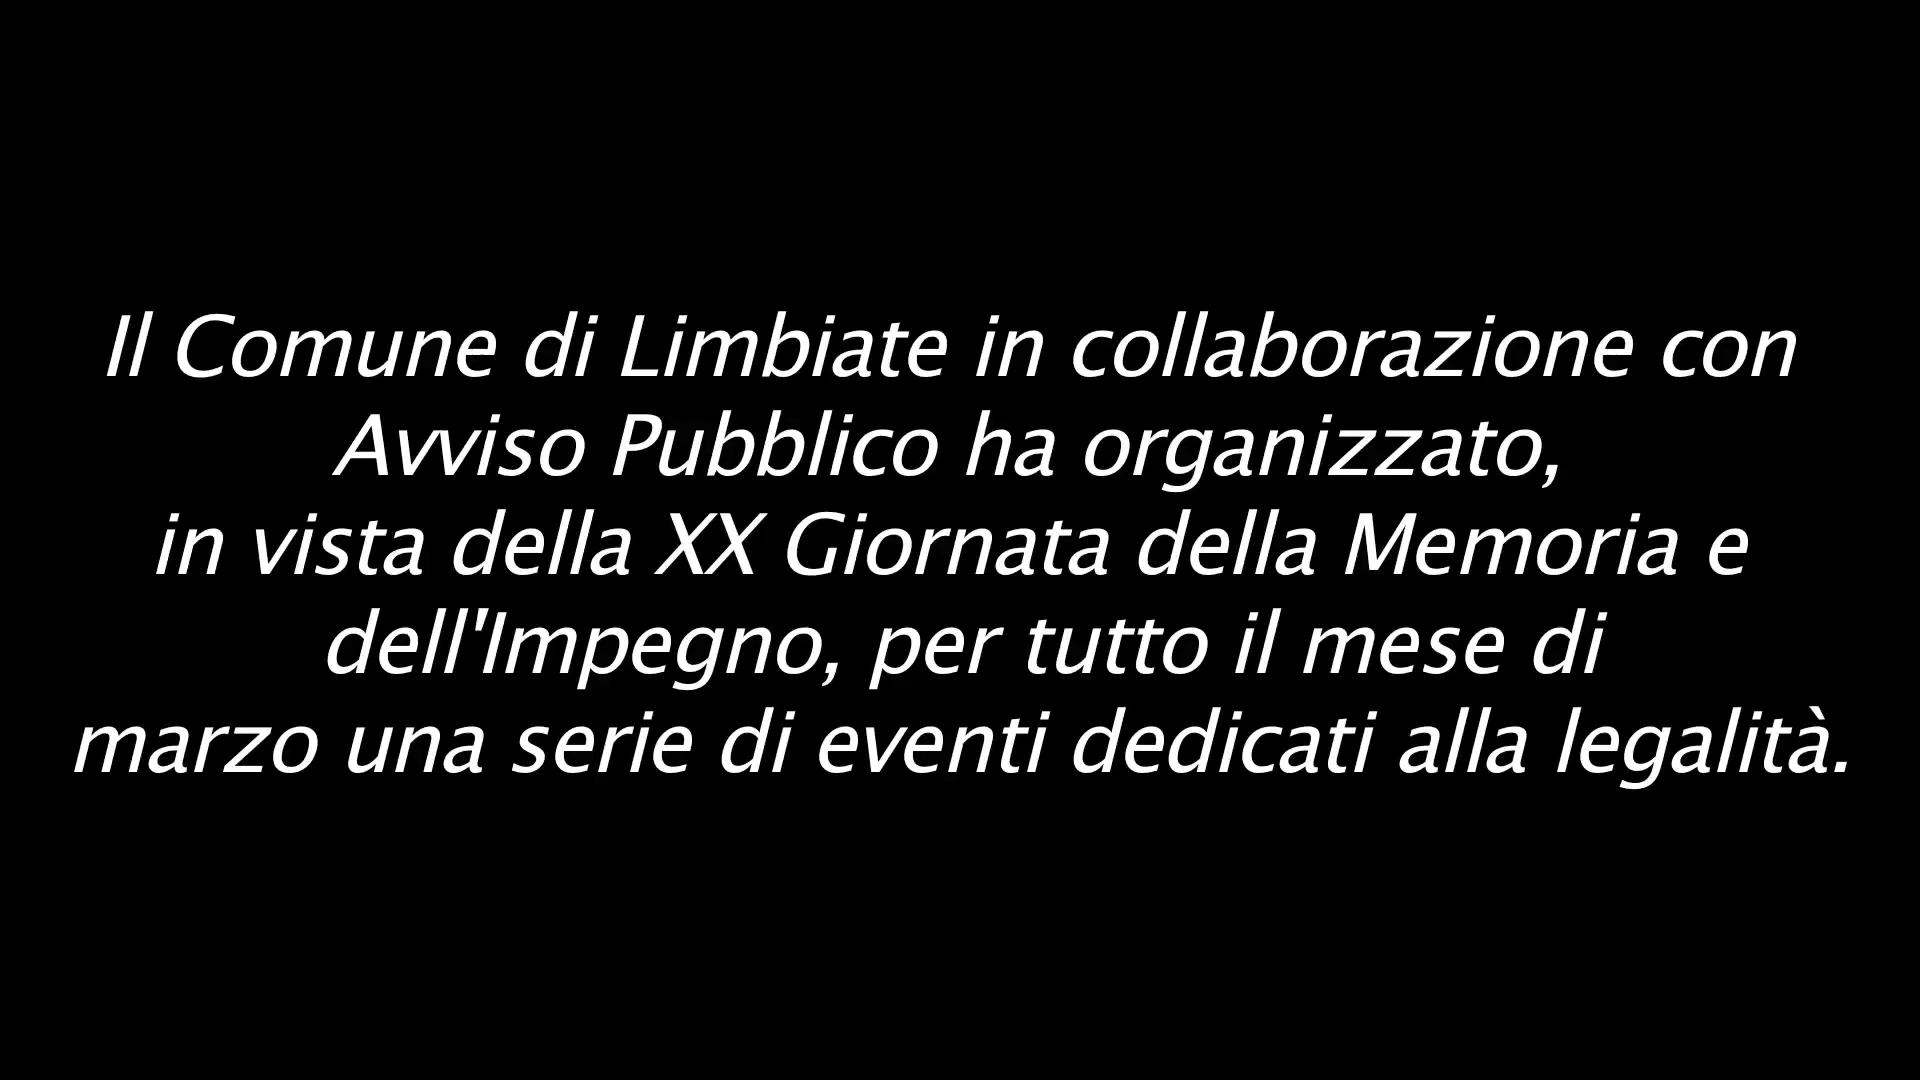 Il Comune di Limbiate in collaborazione con
Avviso Pubblico ha organizzato,
in vista della XX Giornata della Memoria e
dell'Impegno, per tutto il mese di
marzo una serie di eventi dedicati alla legalità.